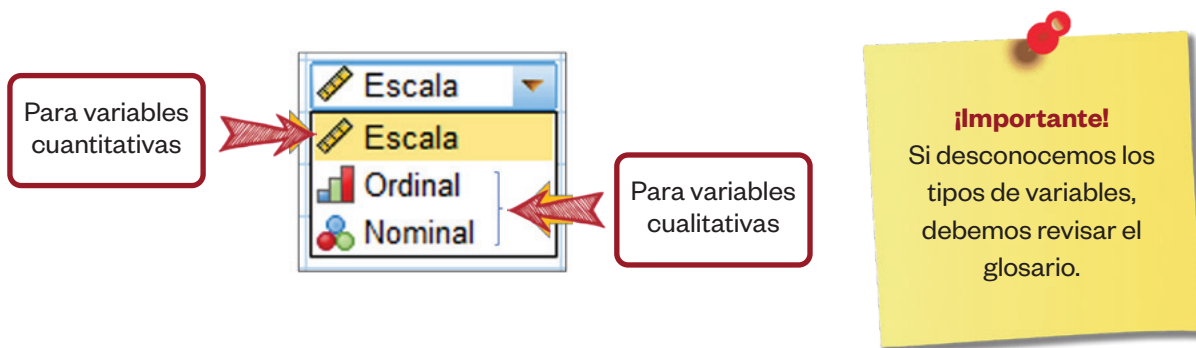 Para variables
cuantitativas
Escala
Escala
Ordinal
Nominal
Para variables
cualitativas
¡Importante!
Si desconocemos los
tipos de variables,
debemos revisar el
glosario.